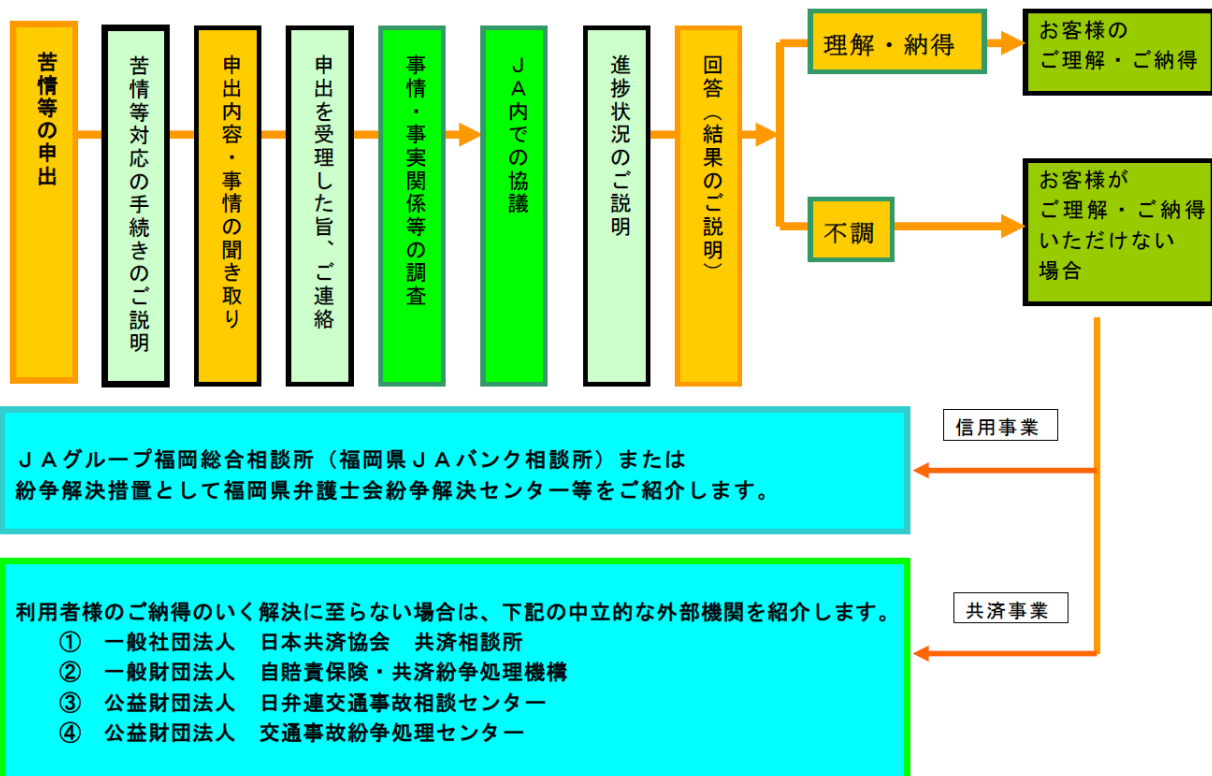 苦情等の申出
苦情等対応の手続きのご説明
申出内容・事情の聞き取り
申出を受理した旨、ご連絡
事情・事実関係等の調査
ＪＡ内での協議
進捗状況のご説明
回答（結果のご説明）
理解・納得
お客様の
ご理解・ご納得
不調
お客様が
ご理解・ご納得
いただけない
場合
信用事業
ＪＡグループ福岡総合相談所（福岡県ＪＡバンク相談所）または
紛争解決措置として福岡県弁護士会紛争解決センター等をご紹介します。
共済事業
利用者様のご納得のいく解決に至らない場合は、下記の中立的な外部機関を紹介します。
①　一般社団法人　日本共済協会　共済相談所
②　一般財団法人　自賠責保険・共済紛争処理機構
③　公益財団法人　日弁連交通事故相談センター
④　公益財団法人　交通事故紛争処理センター